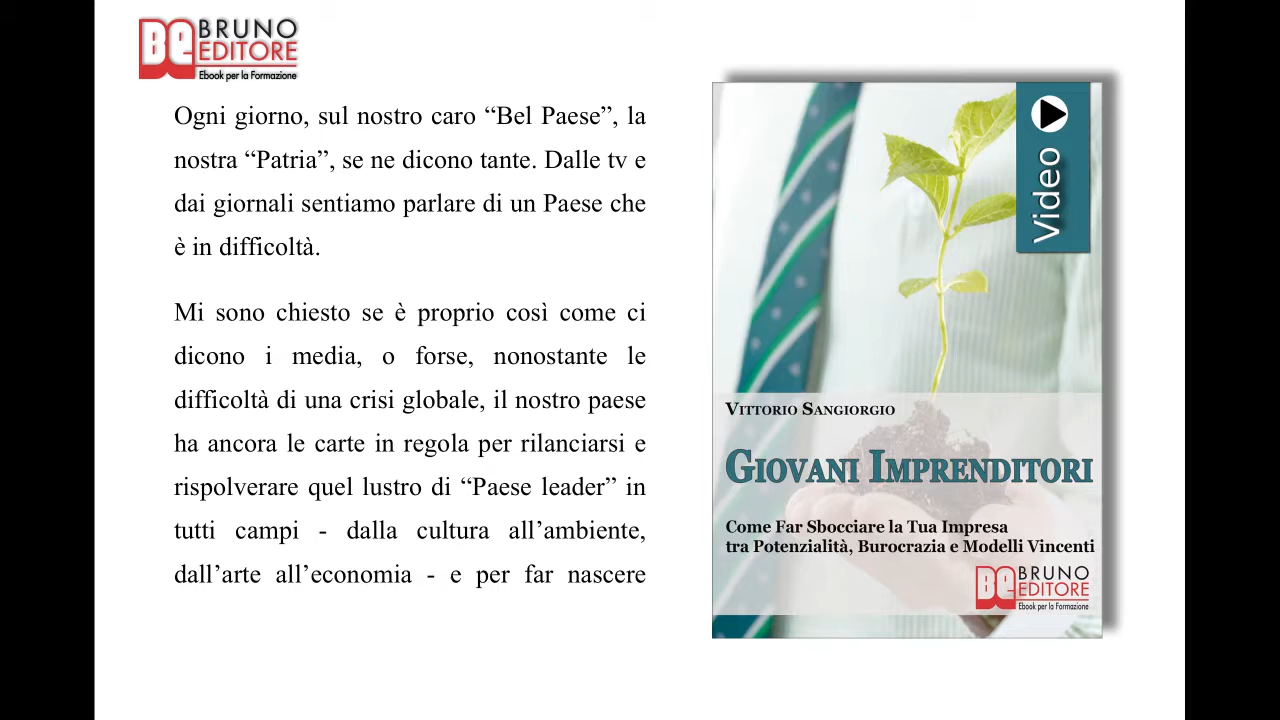 BRUNO
EDITORE
Ebook per la Formazione
Ogni giorno, sul nostro caro “Bel Paese”, la
nostra “Patria”, se ne dicono tante. Dalle tv e
dai giornali sentiamo parlare di un Paese che
è in difficoltà.
Mi sono chiesto se è proprio così come ci
dicono i media, o forse, nonostante le
difficoltà di una crisi globale, il nostro paese
ha ancora le carte in regola per rilanciarsi e
rispolverare quel lustro di “Paese leader” in
tutti campi - dalla cultura all’ambiente,
dall’arte all’economia - e per far nascere
Video
VITTORIO SANGIORGIO
GIOVANI IMPRENDITORI
Come Far Sbocciare la Tua Impresa
tra Potenzialità, Burocrazia e Modelli Vincenti
BRUNO
EDITORE
Ebook per la Formazione